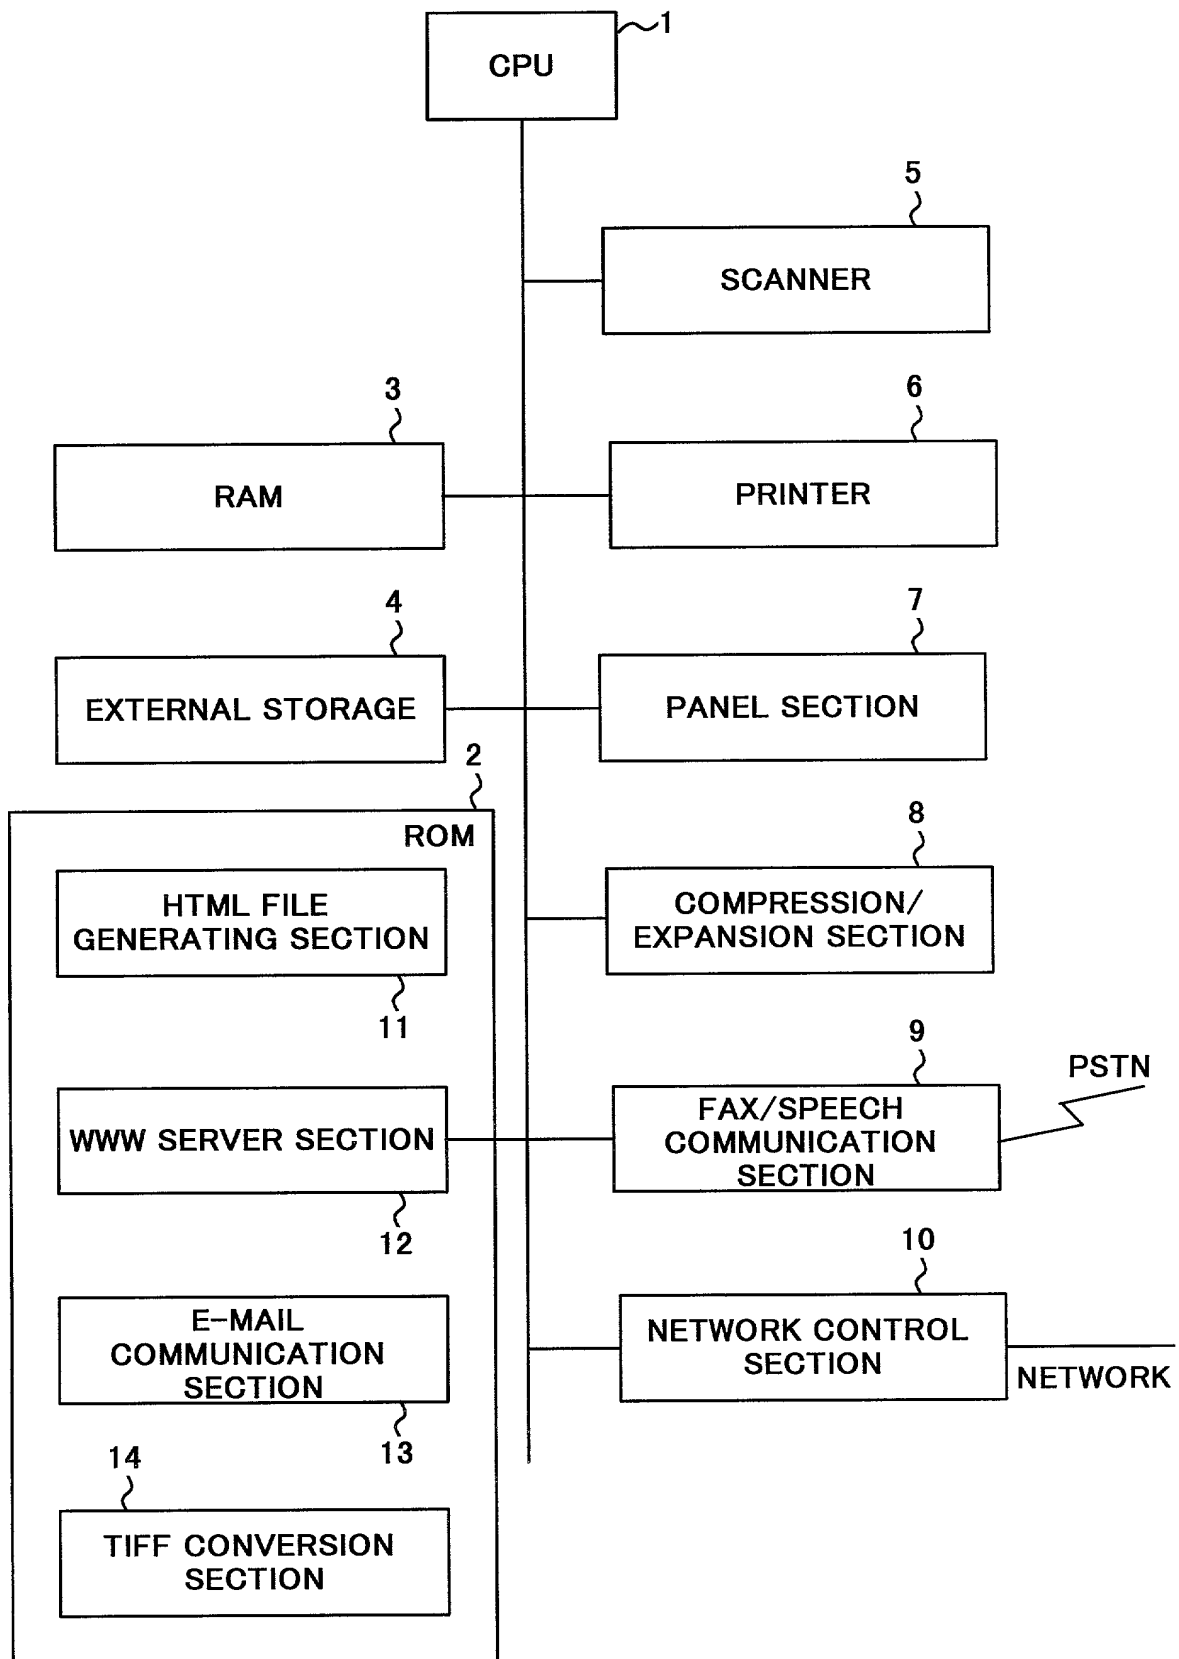 1
CPU
5
SCANNER
3
RAM
6
PRINTER
4
EXTERNAL STORAGE
7
PANEL SECTION
2
ROM
HTML FILE
GENERATING SECTION
11
8
COMPRESSION/
EXPANSION SECTION
WWW SERVER SECTION
12
9
FAX/SPEECH
COMMUNICATION
SECTION
PSTN
E-MAIL
COMMUNICATION
SECTION
13
10
NETWORK CONTROL
SECTION
NETWORK
14
TIFF CONVERSION
SECTION